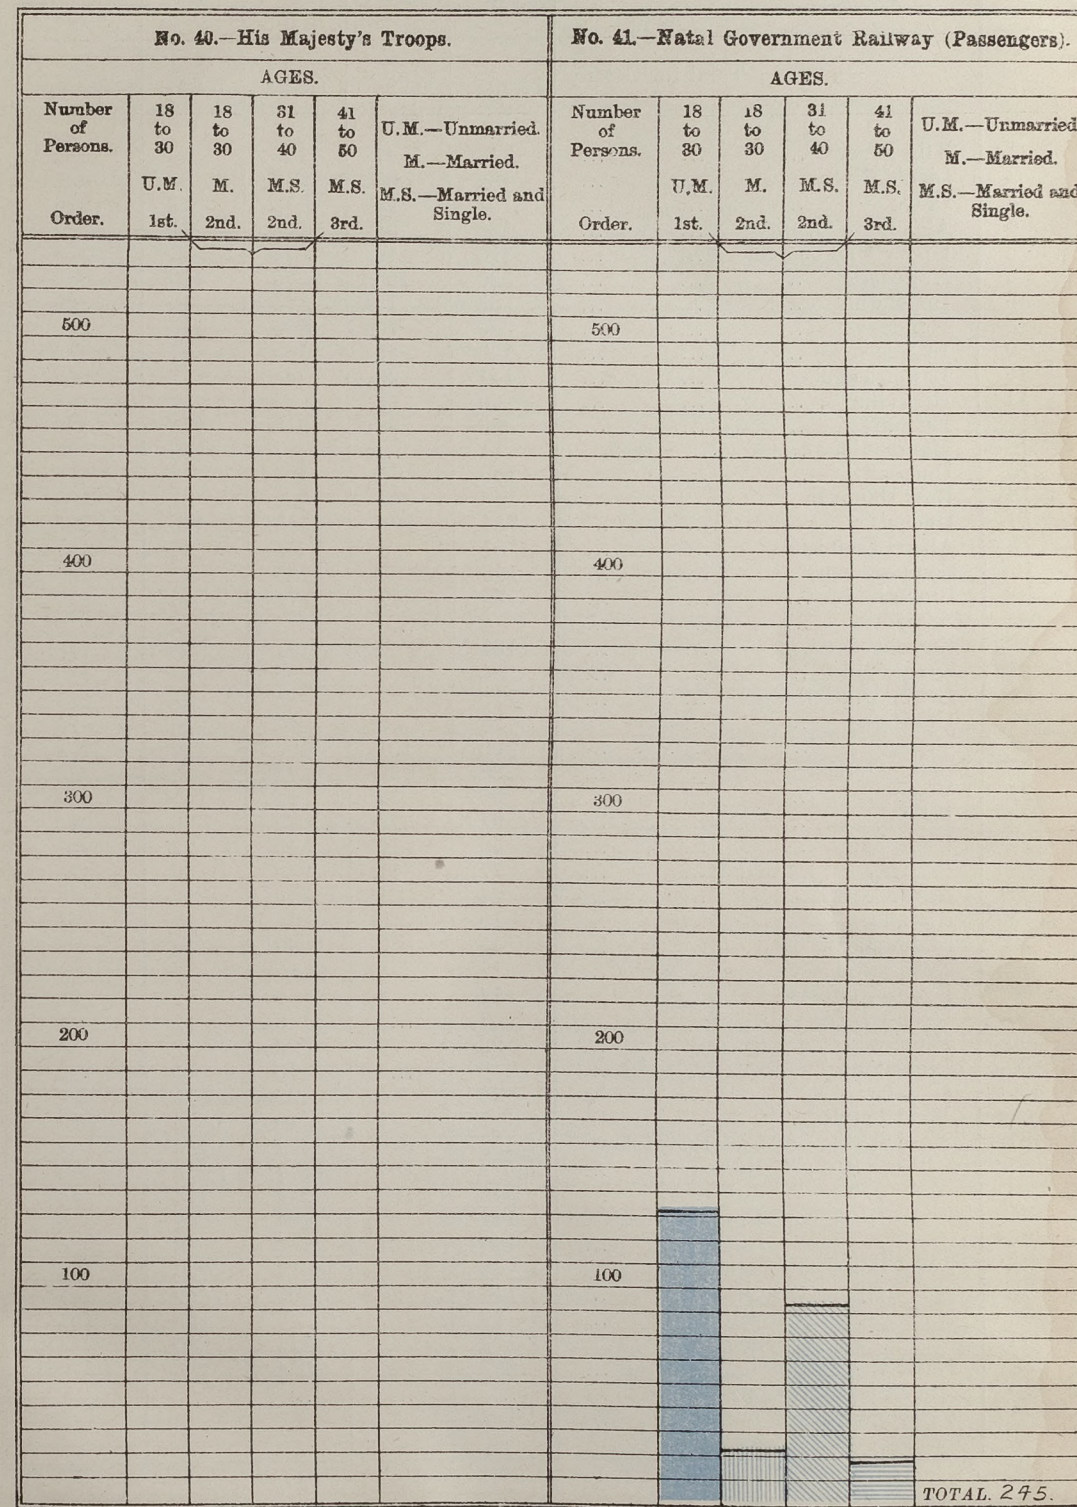 No. 40.—His Majesty's Troops.
AGES.
Number of Persons. Order.
18 to 30 U.M. 1st.
18 to 30 M. 2nd.
31 to 40 M.S. 2nd.
41 to 50 M.S. 3rd.
U.M.—Unmarried.
M.—Married.
M.S.—Married and
Single.
500
400
300
200
100
No. 41.—Natal Government Railway (Passengers).
AGES.
Number of Persons. Order.
18 to 30 U.M. 1st.
18 to 30 M. 2nd.
31 to 40 M.S. 2nd.
41 to 50 M.S. 3rd.
U.M.—Unmarried
M.—Married.
M.S.—Married and
Single.
500
400
300
200
100
TOTAL. 245.